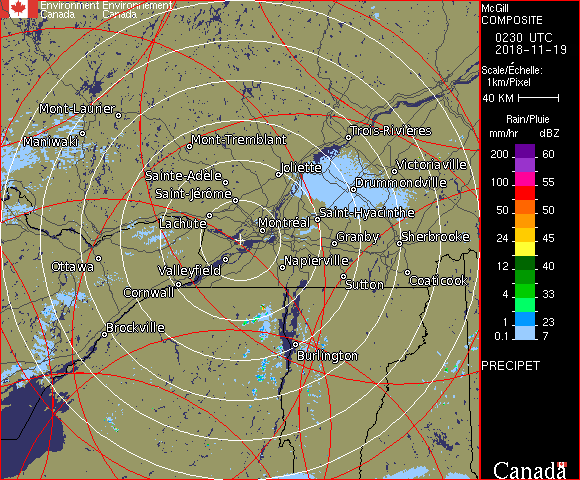 Environment Environnement
Canada Canada
McGill
COMPOSITE
0230 UTC
2018-11-19
Scale/Échelle:
1km/Pixel
40 KM
Rain/Pluie
mm/hr dBZ
200 60
155 57
100 55
50 50
24 45
12 40
4 33
1 23
0.1 7
PRECIPET
Canada
Mont-Laurier
Maniwaki
Mont-Tremblant
Trois-Rivières
Sainte-Adèle
Joliette
Victoriaville
Saint-Jérôme
Drummondville
Lachute
Montréal
Saint-Hyacinthe
Granby
Sherbrooke
Ottawa
Valleyfield
Napierville
Cornwall
Sutton
Coaticook
Brockville
Burlington